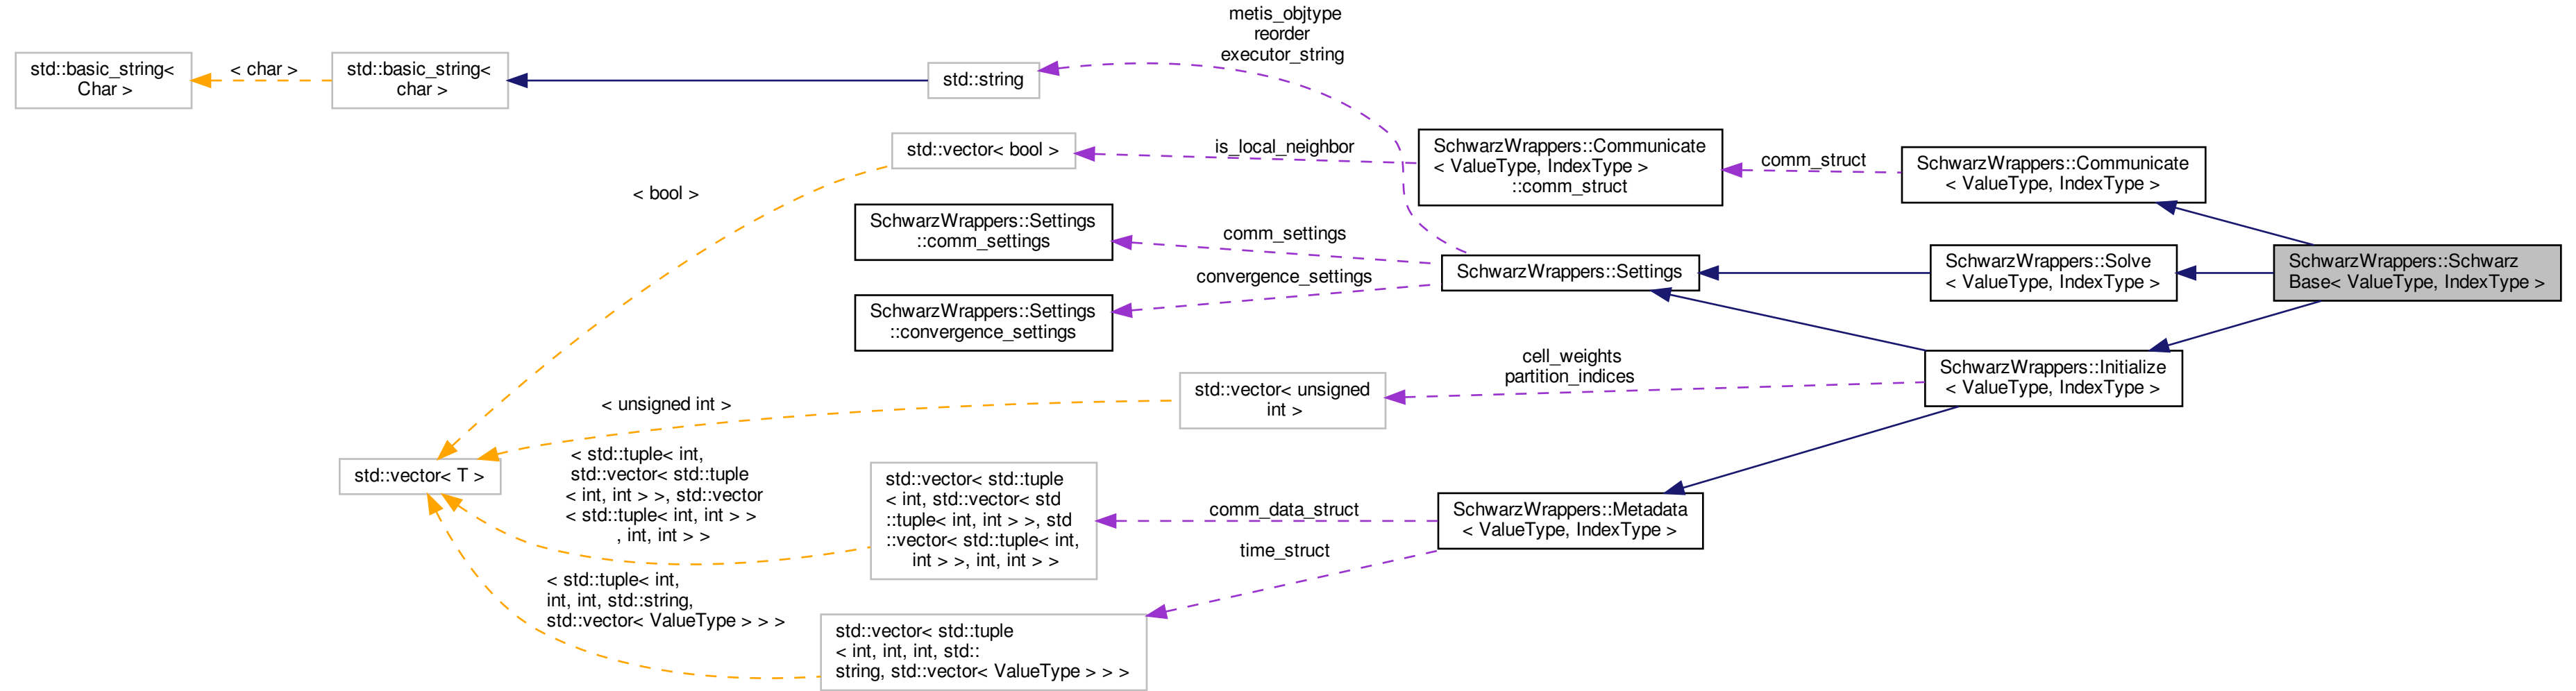 metis_objtype
reorder
executor_string
std::basic_string<
Char >
< char >
std::basic_string<
char >
std::string
std::vector< bool >
is_local_neighbor
SchwarzWrappers::Communicate
< ValueType, IndexType >
::comm_struct
comm_struct
SchwarzWrappers::Communicate
< ValueType, IndexType >
< bool >
SchwarzWrappers::Settings
::comm_settings
comm_settings
SchwarzWrappers::Settings
SchwarzWrappers::Solve
< ValueType, IndexType >
SchwarzWrappers::Schwarz
Base< ValueType, IndexType >
convergence_settings
SchwarzWrappers::Settings
::convergence_settings
cell_weights
partition_indices
SchwarzWrappers::Initialize
< ValueType, IndexType >
std::vector< unsigned
int >
< unsigned int >
std::vector< T >
< std::tuple< int,
std::vector< std::tuple
< int, int > >, std::vector
< std::tuple< int, int > >
, int, int > >
std::vector< std::tuple
< int, std::vector< std
::tuple< int, int > >, std
::vector< std::tuple< int,
int > >, int, int > >
comm_data_struct
SchwarzWrappers::Metadata
< ValueType, IndexType >
time_struct
< std::tuple< int,
int, int, std::string,
std::vector< ValueType > > >
std::vector< std::tuple
< int, int, int, std::
string, std::vector< ValueType > > >